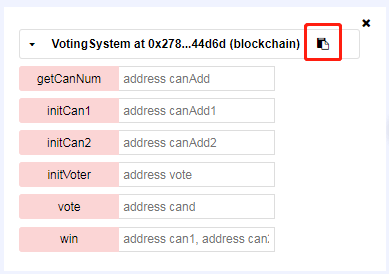 VotingSystem at 0x278...44d6d (blockchain)
getCanNum address canAdd
initCan1 address canAdd1
initCan2 address canAdd2
initVoter address vote
vote address cand
win address can1, address can